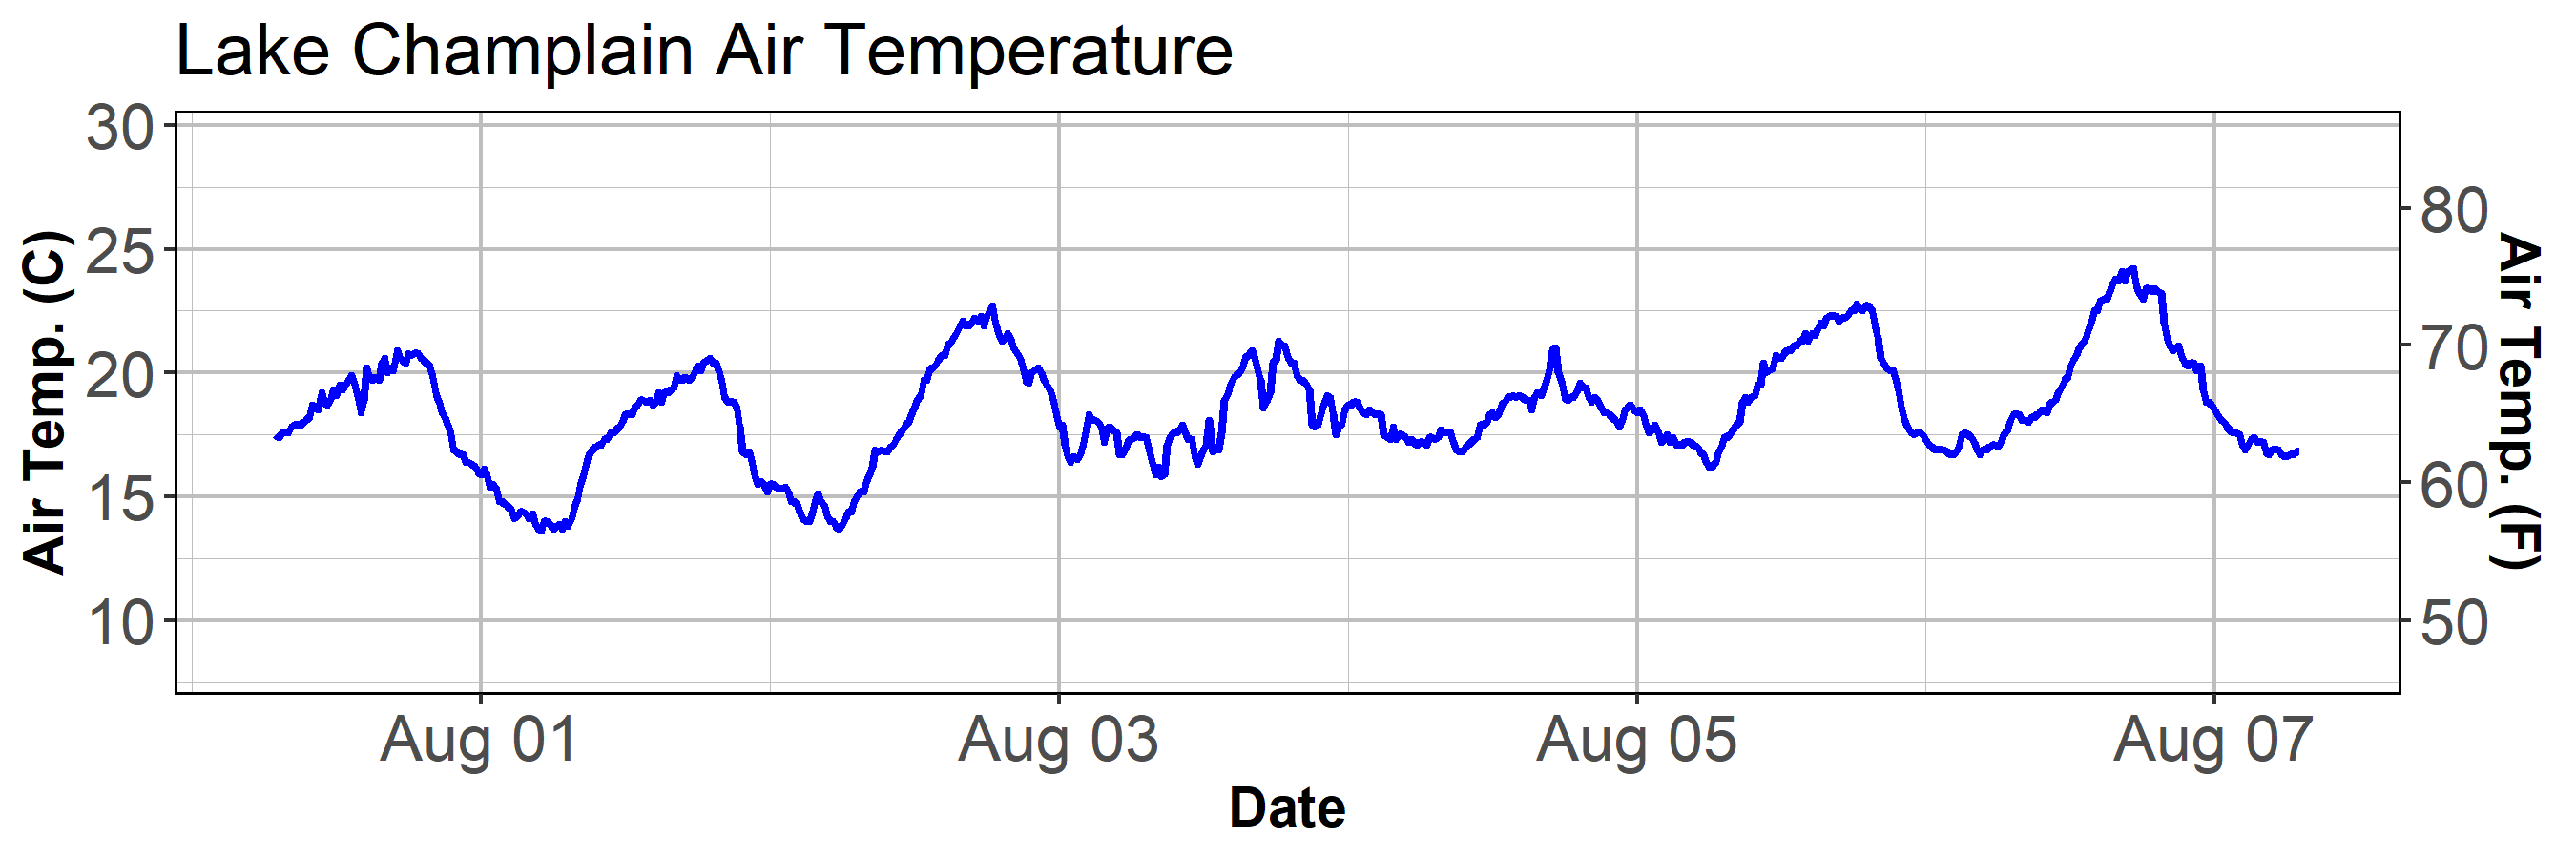 Lake Champlain Air Temperature
Air Temp. (C)
30
25
20
15
10
80
70
60
50
Air Temp. (F)
Aug 01
Aug 03
Aug 05
Aug 07
Date